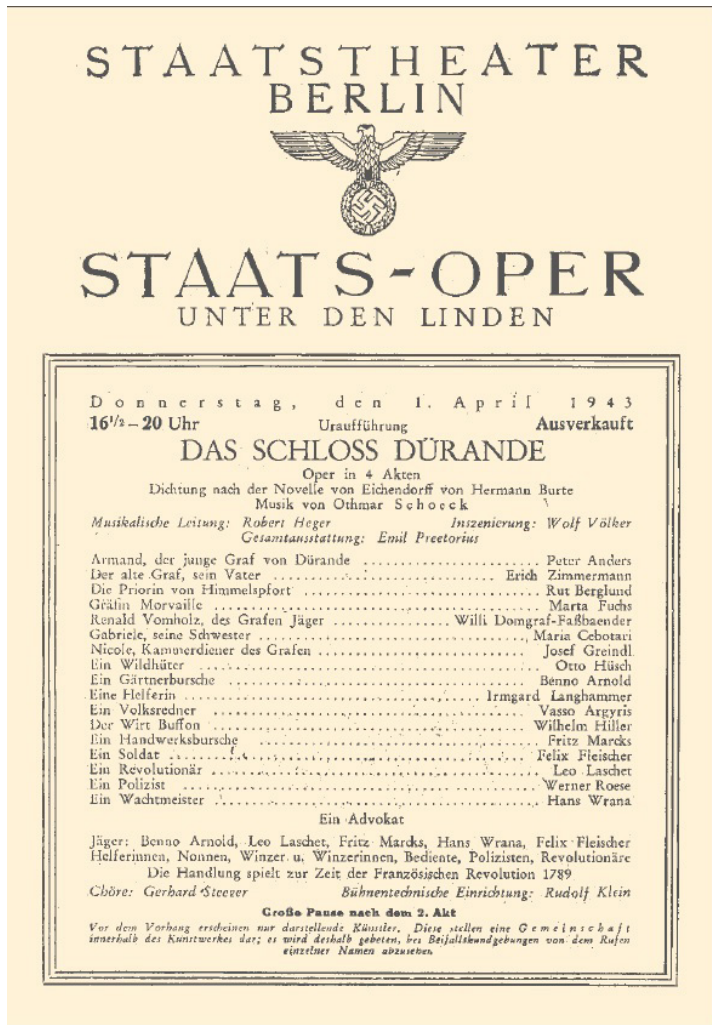 STAATSTHEATER
BERLIN
STAATS-OPER
UNTER DEN LINDEN
Donnerstag, den 1. April 1943
16 1/2 – 20 Uhr Uraufführung Ausverkauft
DAS SCHLOSS DÜRANDE
Oper in 4 Akten
Dichtung nach der Novelle von Eichendorff von Hermann Burte
Musik von Othmar Schoeck
Musikalische Leitung: Robert Heger Inszenierung: Wolf Völker
Gesamtausstattung: Emil Preetorius
Armand, der junge Graf von Dürande ........................ Peter Anders
Der alte Graf, sein Vater ........................ Erich Zimmermann
Die Priorin von Himmelspfort ........................ Rut Berglund
Gräfin Morvaille ........................ Marta Fuchs
Renald Vomholz, des Grafen Jäger ................ Willi Domgraf-Faßbaender
Gabriele, seine Schwester ........................ Maria Cebotari
Nicole, Kammerdiener des Grafen ........................ Josef Greindl
Ein Wildhüter ........................ Otto Hüsch
Ein Gärtnerbursche ........................ Benno Arnold
Eine Helferin ........................ Irmgard Langhammer
Ein Volksredner ........................ Vasso Argyris
Der Wirt Buffon ........................ Wilhelm Hiller
Ein Handwerksbursche ........................ Fritz Marcks
Ein Soldat ........................ Felix Fleischer
Ein Revolutionär ........................ Leo Laschet
Ein Polizist ........................ Werner Roese
Ein Wachtmeister ........................ Hans Wrana
Ein Advokat
Jäger: Benno Arnold, Leo Laschet, Fritz Marcks, Hans Wrana, Felix Fleischer
Helferinnen, Nonnen, Winzer u. Winzerinnen, Bediente, Polizisten, Revolutionäre
Die Handlung spielt zur Zeit der Französischen Revolution 1789
Chöre: Gerhard Steeger Bühnentechnische Einrichtung: Rudolf Klein
Große Pause nach dem 2. Akt
Vor dem Vorhang erscheinen nur darstellende Künstler. Diese stellen eine Gemeinschaft
innerhalb des Kunstwerkes dar; es wird deshalb gebeten, bei Beifallskundgebungen von dem Rufen
einzelner Namen abzusehen